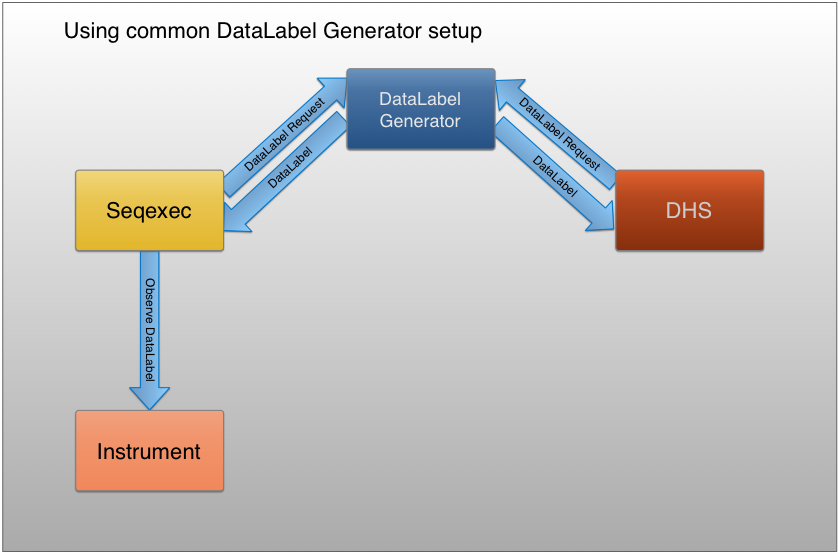 Using common DataLabel Generator setup
DataLabel
Generator
DataLabel Request
DataLabel
DataLabel Request
DataLabel
Seqexec
DHS
Observe DataLabel
Instrument